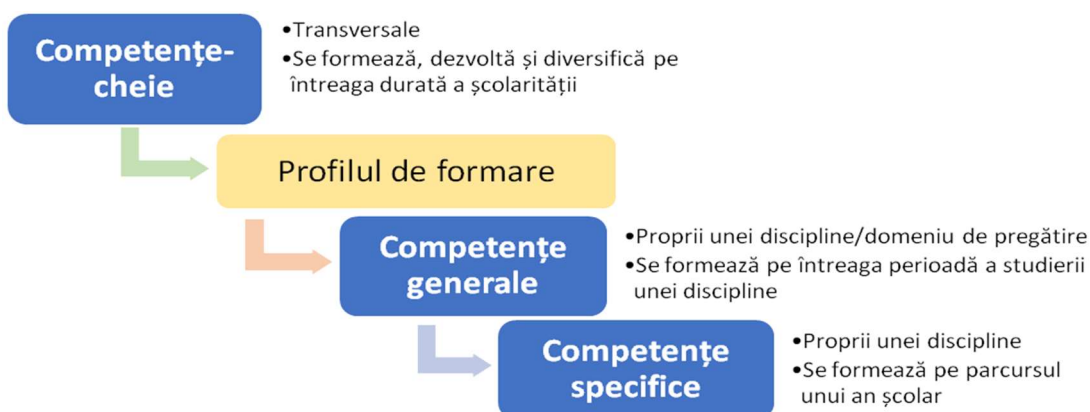 Competențe-
cheie
•Transversale
•Se formează, dezvoltă și diversifică pe
întreaga durată a școlarității
Profilul de formare
Competențe
generale
•Proprii unei discipline/domeniu de pregătire
•Se formează pe întreaga perioadă a studierii
unei discipline
Competențe
specifice
•Proprii unei discipline
•Se formează pe parcursul
unui an școlar